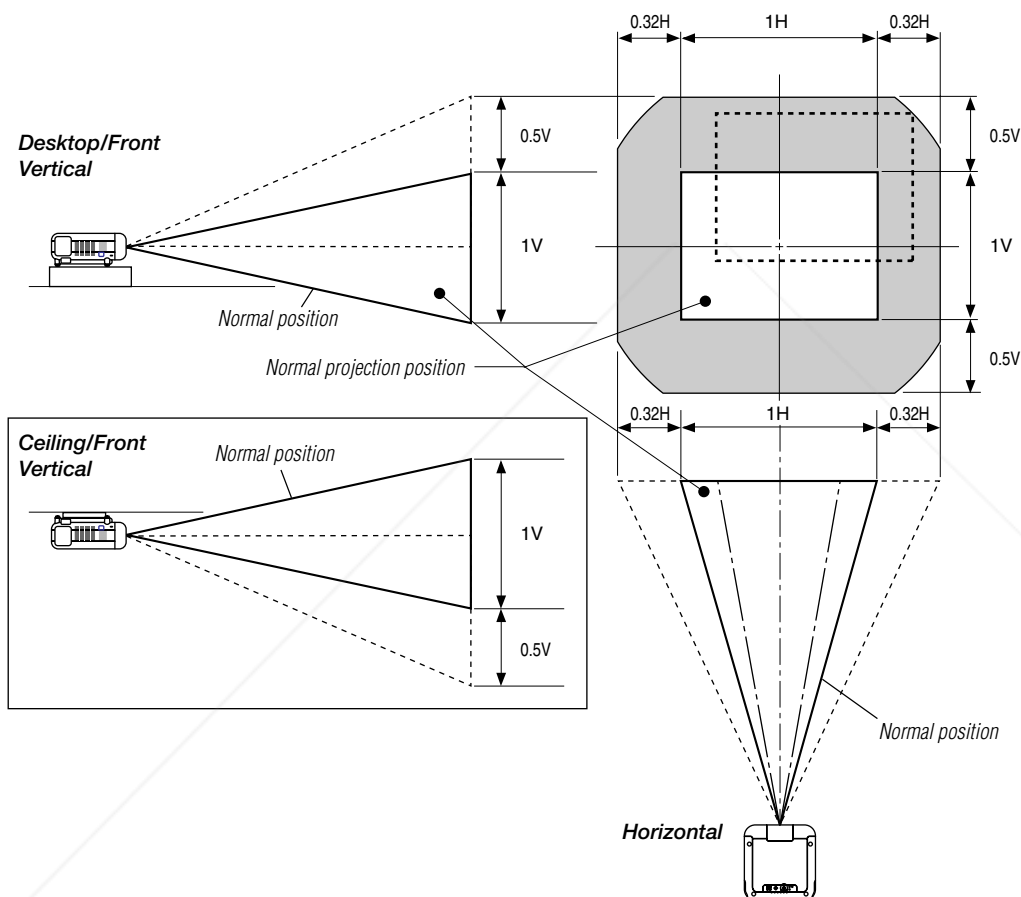 0.32H
1H
0.32H
Desktop/Front
Vertical
0.5V
0.5V
1V
1V
Normal position
Normal projection position
0.5V
0.32H
1H
0.32H
Ceiling/Front
Vertical
Normal position
1V
0.5V
Normal position
Horizontal